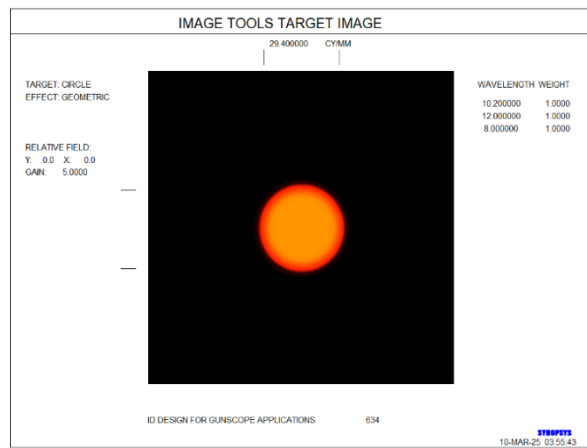 IMAGE TOOLS TARGET IMAGE
29.400000 CY/MM
TARGET: CIRCLE
EFFECT: GEOMETRIC
WAVELENGTH WEIGHT
10.200000 1.0000
12.000000 1.0000
8.000000 1.0000
RELATIVE FIELD:
Y: 0.0 X: 0.0
GAIN: 5.0000
ID DESIGN FOR GUNSCOPE APPLICATIONS 634
SYNOPSYS
10-MAR-25 03:55:43